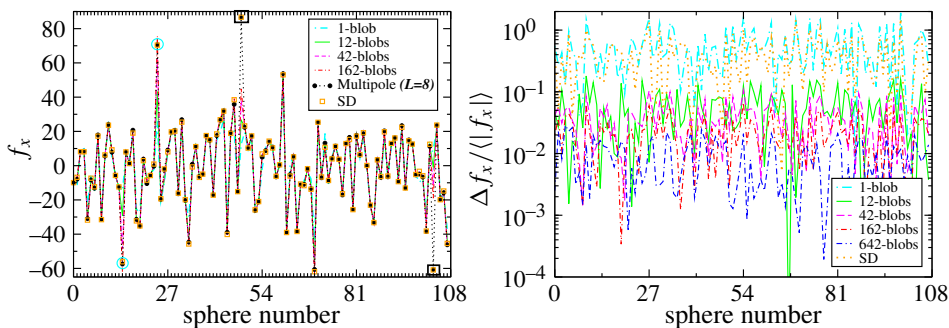 80
60
40
20
0
−20
−40
−60
f_x
0
27
54
81
108
sphere number
1-blob
12-blobs
42-blobs
162-blobs
Multipole (L=8)
SD
10^0
10^−1
10^−2
10^−3
10^−4
Δ f_x / ⟨| f_x |⟩
0
27
54
81
108
sphere number
1-blob
12-blobs
42-blobs
162-blobs
642-blobs
SD